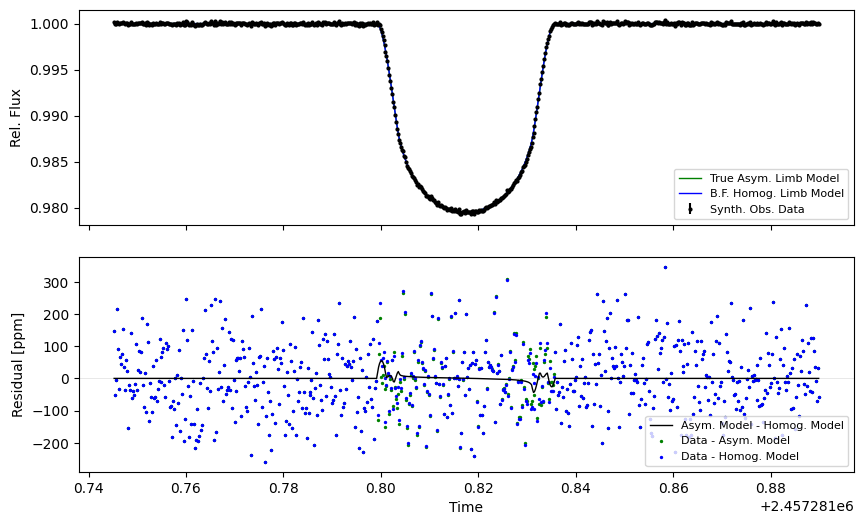 1.000
0.995
0.990
0.985
0.980
Rel. Flux
True Asym. Limb Model
B.F. Homog. Limb Model
Synth. Obs. Data
300
200
100
0
−100
−200
Residual [ppm]
Asym. Model - Homog. Model
Data - Asym. Model
Data - Homog. Model
0.74 0.76 0.78 0.80 0.82 0.84 0.86 0.88
Time
+2.457281e6